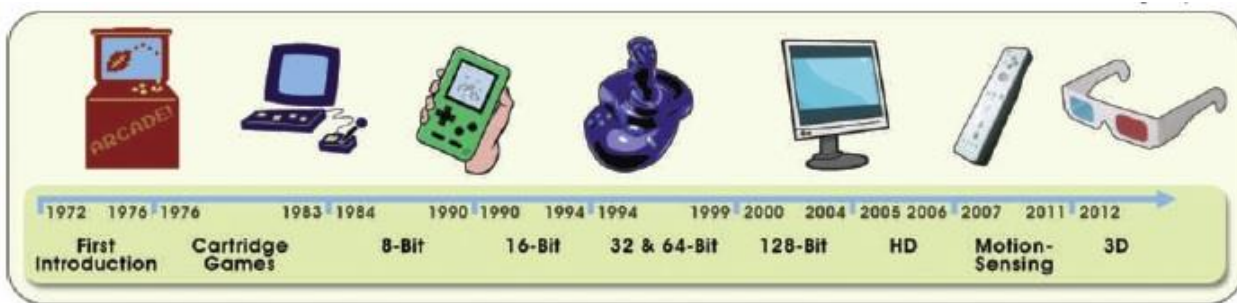 ARCADE!
1972 1976 1976 1983 1984 1990 1990 1994 1994 1999 2000 2004 2005 2006 2007 2011 2012
First Introduction Cartridge Games 8-Bit 16-Bit 32 & 64-Bit 128-Bit HD Motion-Sensing 3D